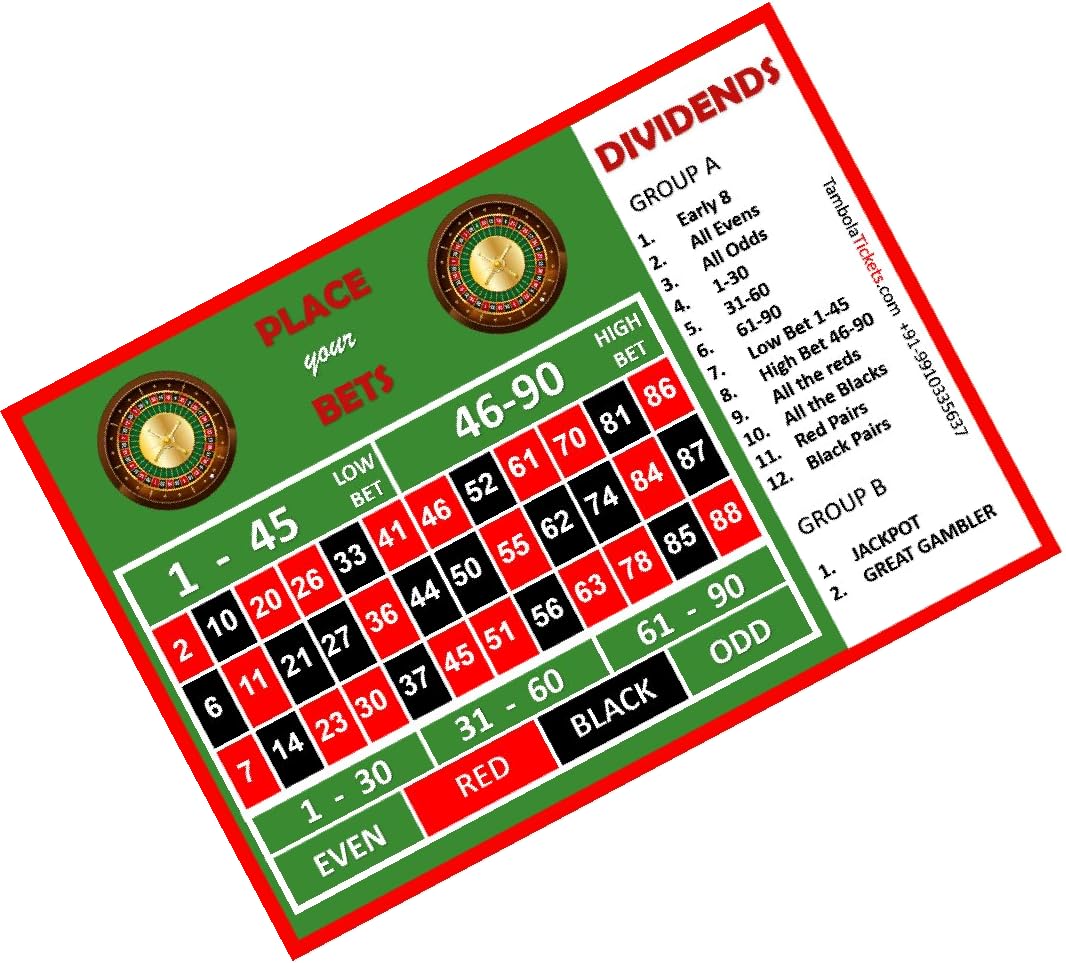 PLACE
your
BETS
1 - 45 LOW BET 46-90 HIGH BET
2 10 20 26 33 41 46 52 61 70 81 86
6 11 21 27 36 44 50 55 62 74 84 87
7 14 23 30 37 45 51 56 63 78 85 88
1 - 30 31 - 60 61 - 90
EVEN RED BLACK ODD
DIVIDENDS
GROUP A
1. Early 8
2. All Evens
3. All Odds
4. 1-30
5. 31-60
6. 61-90
7. Low Bet 1-45
8. High Bet 46-90
9. All the reds
10. All the Blacks
11. Red Pairs
12. Black Pairs
GROUP B
1. JACKPOT
2. GREAT GAMBLER
TambolaTickets.com +91-9910335637